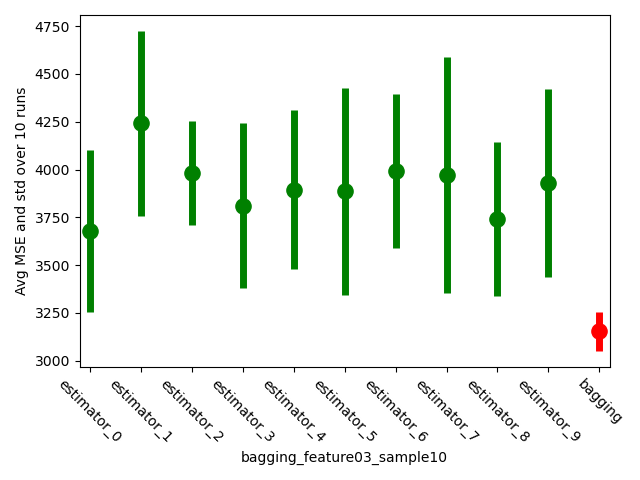 Avg MSE and std over 10 runs
4750
4500
4250
4000
3750
3500
3250
3000
estimator_0
estimator_1
estimator_2
estimator_3
estimator_4
estimator_5
estimator_6
estimator_7
estimator_8
estimator_9
bagging
bagging_feature03_sample10